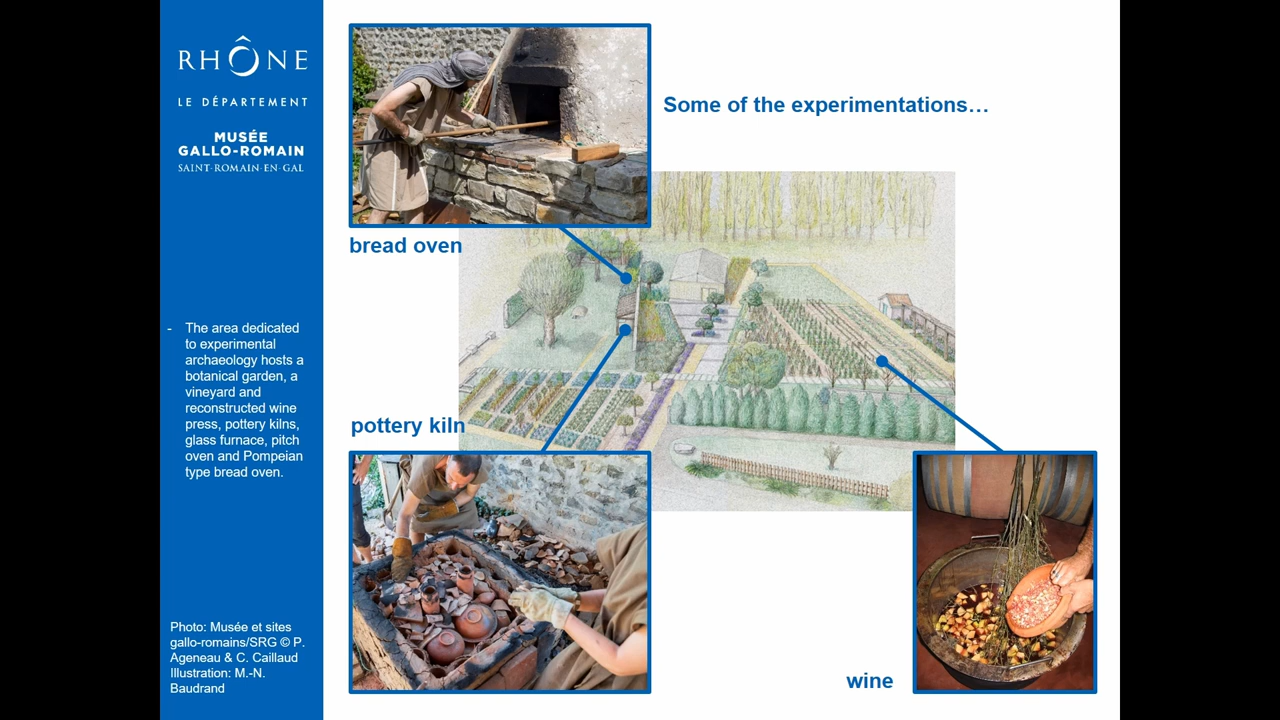 RHÔNE
LE DÉPARTEMENT
MUSÉE
GALLO-ROMAIN
SAINT-ROMAIN-EN-GAL
- The area dedicated
to experimental
archaeology hosts a
botanical garden, a
vineyard and
reconstructed wine
press, pottery kilns,
glass furnace, pitch
oven and Pompeian
type bread oven.
Photo: Musée et sites
gallo-romains/SRG © P.
Ageneau & C. Caillaud
Illustration: M.-N.
Baudrand
Some of the experimentations…
bread oven
pottery kiln
wine